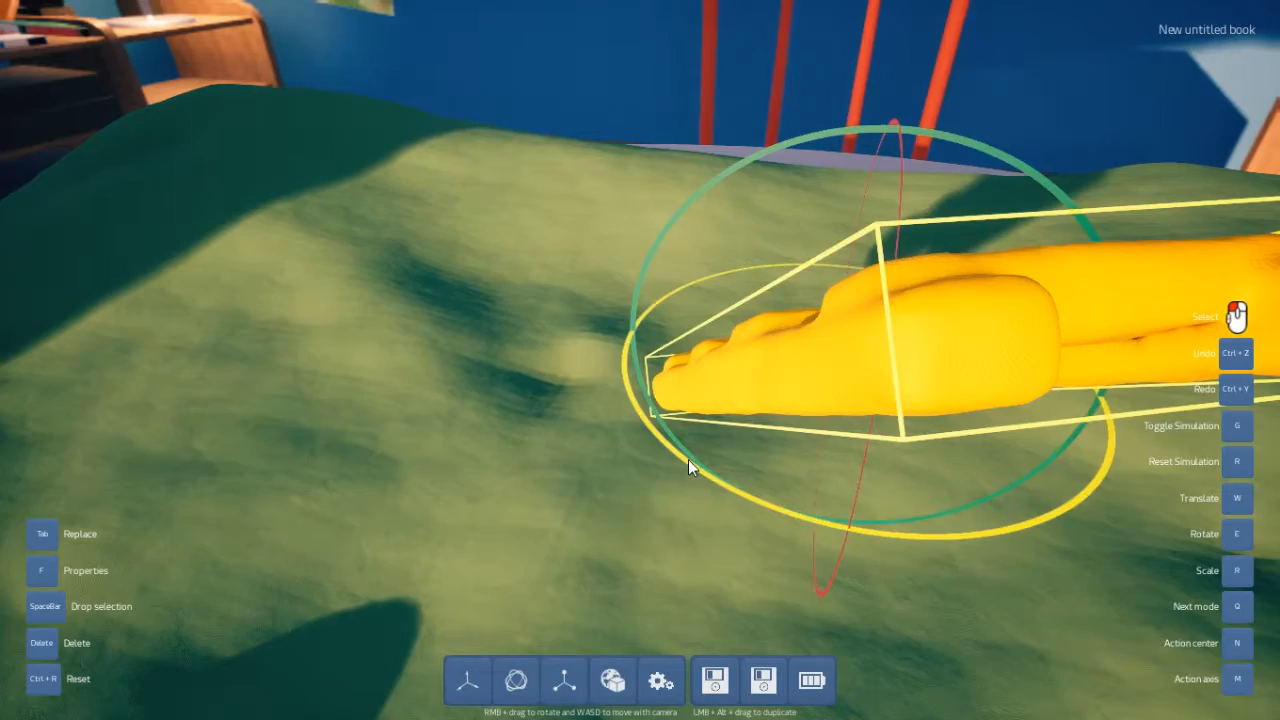 New untitled book
Select
Undo Ctrl + Z
Redo Ctrl + Y
Toggle Simulation G
Reset Simulation R
Translate W
Rotate E
Scale R
Next mode Q
Action center N
Action axis M
Tab Replace
F Properties
SpaceBar Drop selection
Delete Delete
Ctrl + R Reset
RMB + drag to rotate and WASD to move with camera LMB + Alt + drag to duplicate